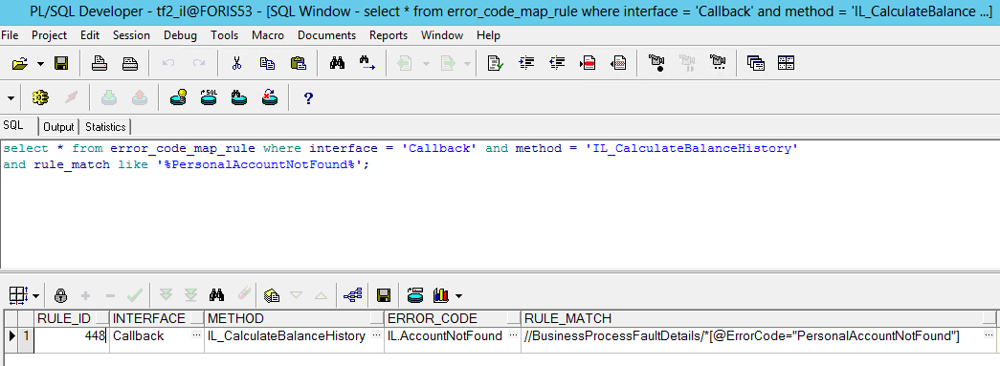 PL/SQL Developer - tf2_il@FORIS53 - [SQL Window - select * from error_code_map_rule where interface = 'Callback' and method = 'IL_CalculateBalance ...]
File Project Edit Session Debug Tools Macro Documents Reports Window Help
SQL
?
SQL Output Statistics
select * from error_code_map_rule where interface = 'Callback' and method = 'IL_CalculateBalanceHistory'
and rule_match like '%PersonalAccountNotFound%';
RULE_ID INTERFACE METHOD ERROR_CODE RULE_MATCH
1 448 Callback ... IL_CalculateBalanceHistory ... IL.AccountNotFound ... //BusinessProcessFaultDetails/*[@ErrorCode="PersonalAccountNotFound"] ...